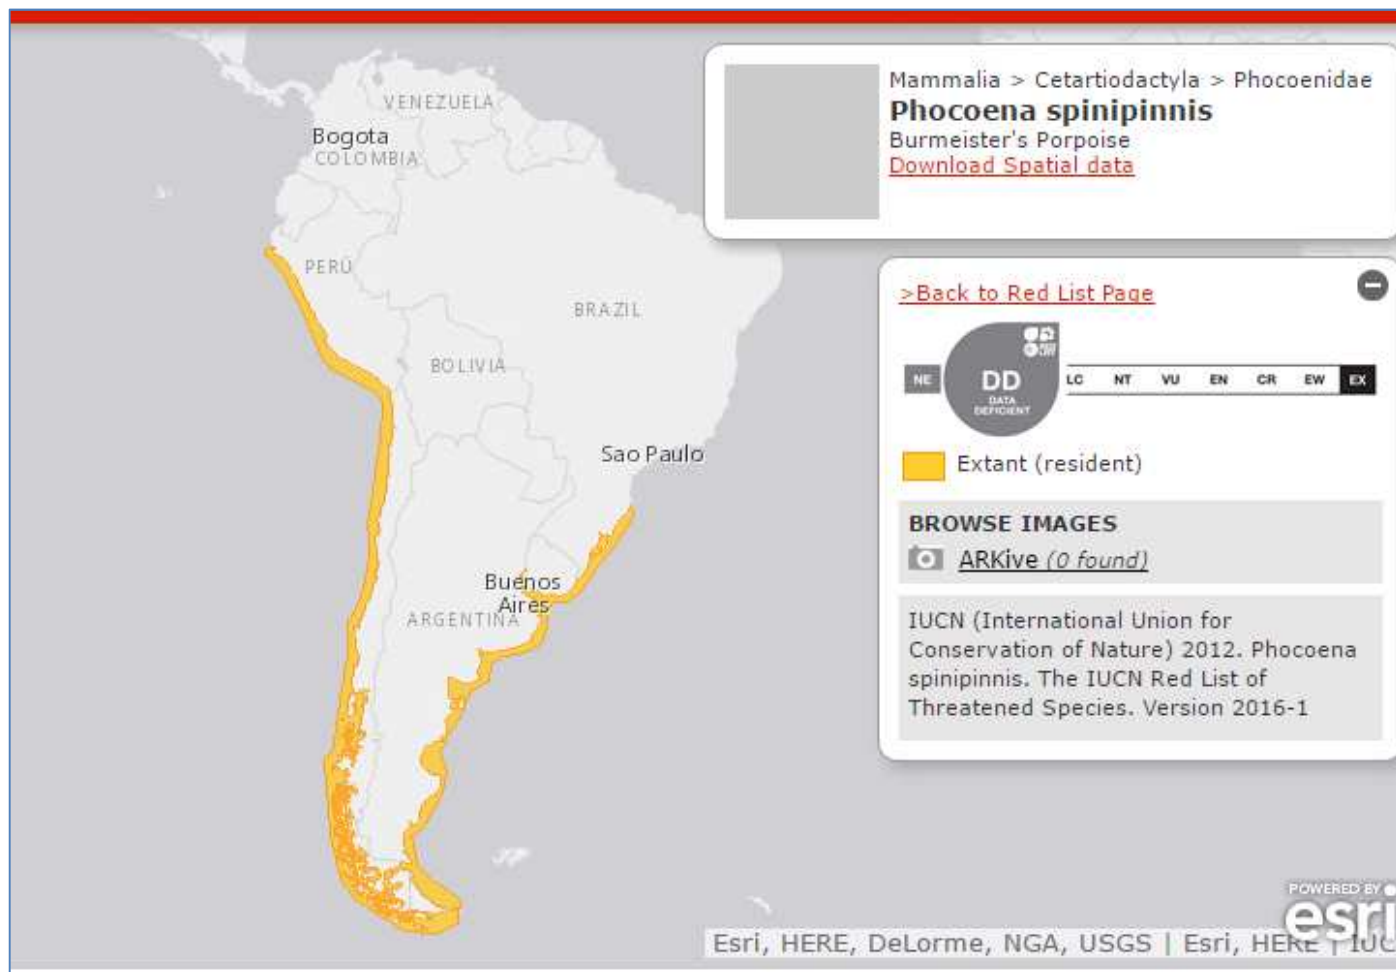 VENEZUELA
Bogota
COLOMBIA
PERÚ
BRAZIL
BOLIVIA
Sao Paulo
Buenos
Aires
ARGENTINA
Mammalia > Cetartiodactyla > Phocoenidae
Phocoena spinipinnis
Burmeister's Porpoise
Download Spatial data
>Back to Red List Page
NE DD LC NT VU EN CR EW EX
DATA
DEFICIENT
Extant (resident)
BROWSE IMAGES
ARKive (0 found)
IUCN (International Union for
Conservation of Nature) 2012. Phocoena
spinipinnis. The IUCN Red List of
Threatened Species. Version 2016-1
POWERED BY
esri
Esri, HERE, DeLorme, NGA, USGS | Esri, HERE | IUC